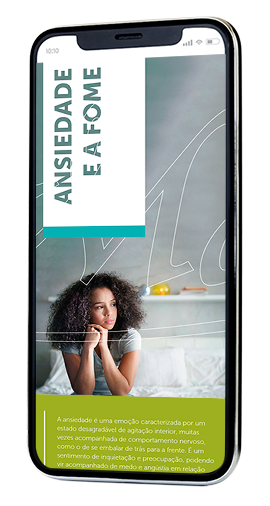 10:10
ANSIEDADE
E A FOME
A ansiedade é uma emoção caracterizada por um
estado desagradável de agitação interior, muitas
vezes acompanhada de comportamento nervoso,
como o de se embalar de trás para a frente. É um
sentimento de inquietação e preocupação, podendo
vir acompanhado de medo e angústia em relação